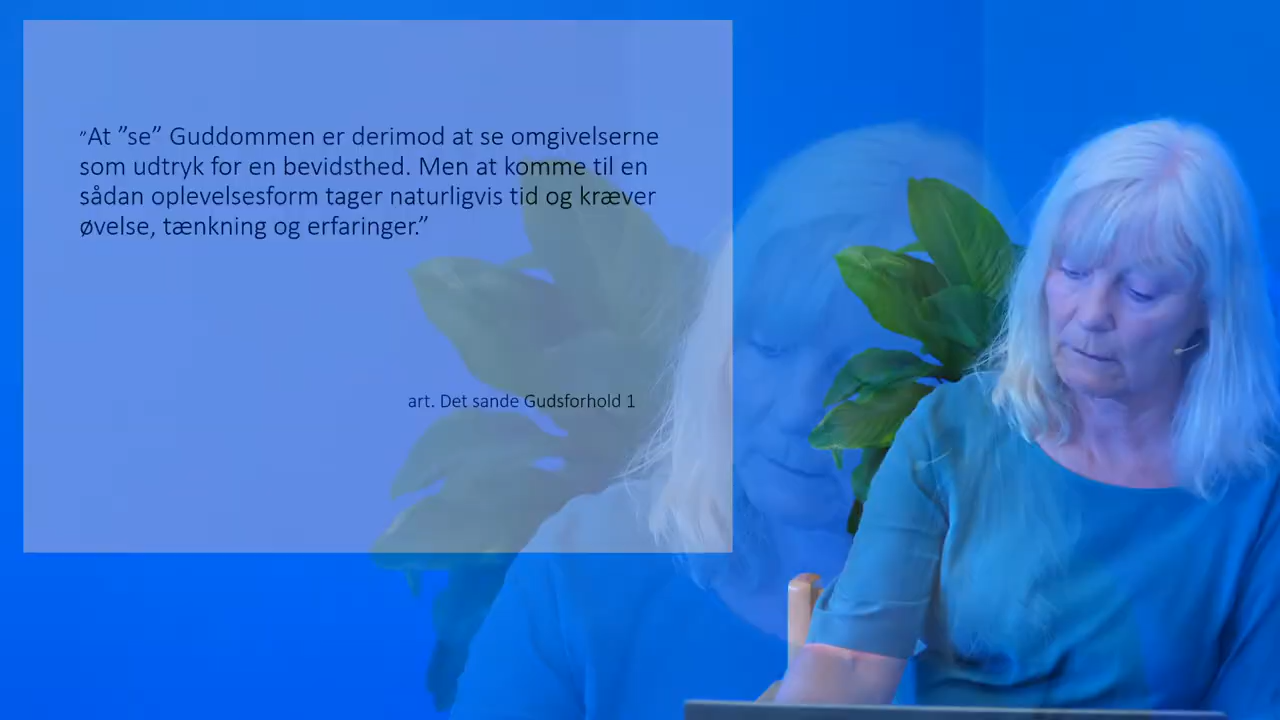 ”At ”se” Guddommen er derimod at se omgivelserne
som udtryk for en bevidsthed. Men at komme til en
sådan oplevelsesform tager naturligvis tid og kræver
øvelse, tænkning og erfaringer.”
art. Det sande Gudsforhold 1